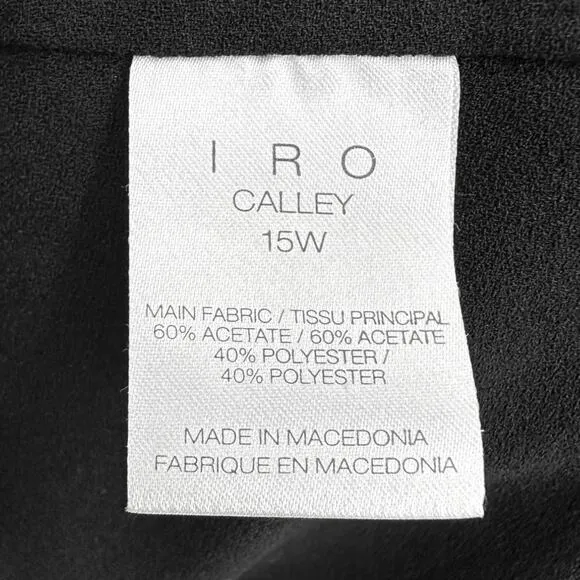 IRO
CALLEY
15W
MAIN FABRIC / TISSU PRINCIPAL
60% ACETATE / 60% ACETATE
40% POLYESTER /
40% POLYESTER
MADE IN MACEDONIA
FABRIQUE EN MACEDONIA